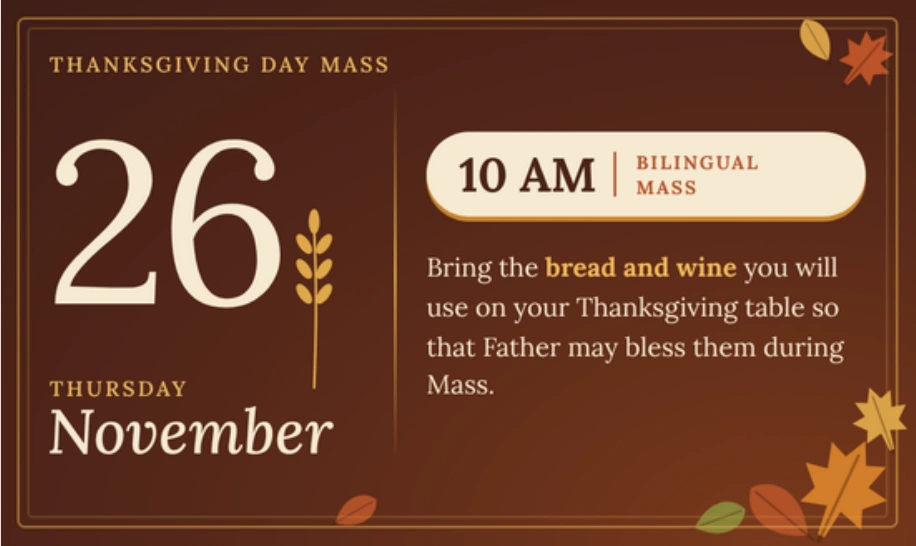 THANKSGIVING DAY MASS
26
THURSDAY
November
10 AM
BILINGUAL
MASS
Bring the bread and wine you will
use on your Thanksgiving table so
that Father may bless them during
Mass.